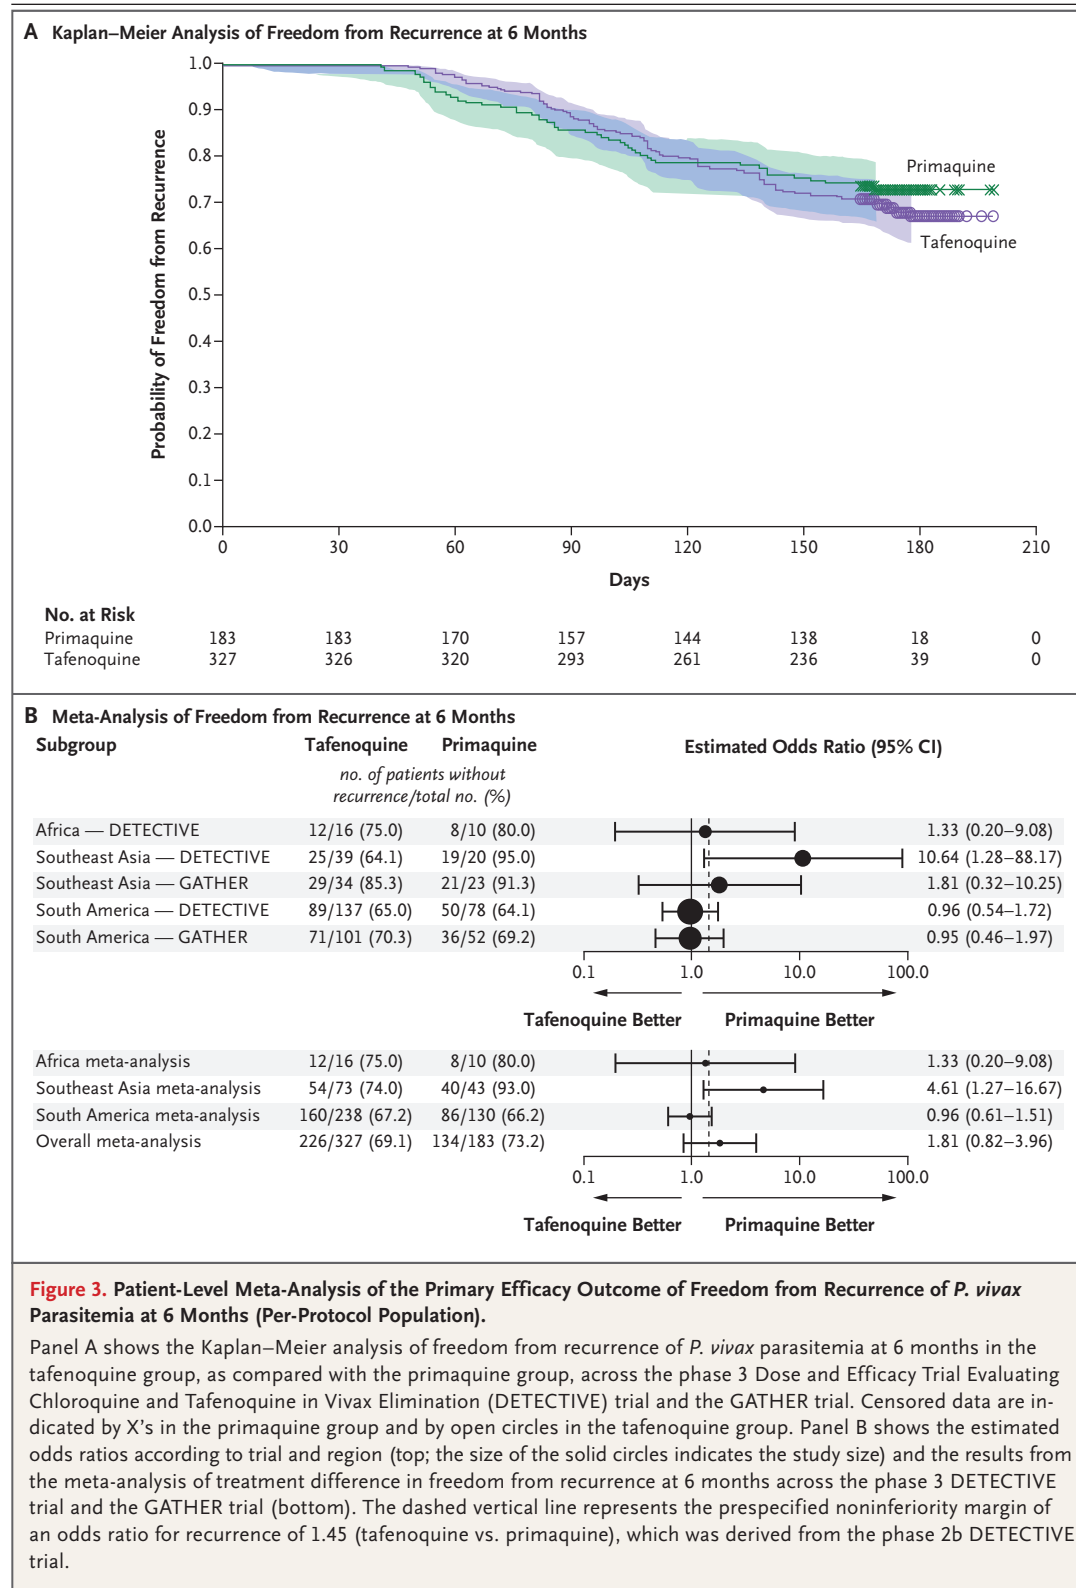 A Kaplan–Meier Analysis of Freedom from Recurrence at 6 Months
Probability of Freedom from Recurrence
1.0
0.9
0.8
0.7
0.6
0.5
0.4
0.3
0.2
0.1
0.0
Primaquine
Tafenoquine
0 30 60 90 120 150 180 210
Days
No. at Risk
Primaquine 183 183 170 157 144 138 18 0
Tafenoquine 327 326 320 293 261 236 39 0
B Meta-Analysis of Freedom from Recurrence at 6 Months
Subgroup Tafenoquine Primaquine Estimated Odds Ratio (95% CI)
no. of patients without
recurrence/total no. (%)
Africa — DETECTIVE 12/16 (75.0) 8/10 (80.0) 1.33 (0.20–9.08)
Southeast Asia — DETECTIVE 25/39 (64.1) 19/20 (95.0) 10.64 (1.28–88.17)
Southeast Asia — GATHER 29/34 (85.3) 21/23 (91.3) 1.81 (0.32–10.25)
South America — DETECTIVE 89/137 (65.0) 50/78 (64.1) 0.96 (0.54–1.72)
South America — GATHER 71/101 (70.3) 36/52 (69.2) 0.95 (0.46–1.97)
0.1 1.0 10.0 100.0
Tafenoquine Better Primaquine Better
Africa meta-analysis 12/16 (75.0) 8/10 (80.0) 1.33 (0.20–9.08)
Southeast Asia meta-analysis 54/73 (74.0) 40/43 (93.0) 4.61 (1.27–16.67)
South America meta-analysis 160/238 (67.2) 86/130 (66.2) 0.96 (0.61–1.51)
Overall meta-analysis 226/327 (69.1) 134/183 (73.2) 1.81 (0.82–3.96)
0.1 1.0 10.0 100.0
Tafenoquine Better Primaquine Better
Figure 3. Patient-Level Meta-Analysis of the Primary Efficacy Outcome of Freedom from Recurrence of P. vivax
Parasitemia at 6 Months (Per-Protocol Population).
Panel A shows the Kaplan–Meier analysis of freedom from recurrence of P. vivax parasitemia at 6 months in the
tafenoquine group, as compared with the primaquine group, across the phase 3 Dose and Efficacy Trial Evaluating
Chloroquine and Tafenoquine in Vivax Elimination (DETECTIVE) trial and the GATHER trial. Censored data are in-
dicated by X's in the primaquine group and by open circles in the tafenoquine group. Panel B shows the estimated
odds ratios according to trial and region (top; the size of the solid circles indicates the study size) and the results from
the meta-analysis of treatment difference in freedom from recurrence at 6 months across the phase 3 DETECTIVE
trial and the GATHER trial (bottom). The dashed vertical line represents the prespecified noninferiority margin of
an odds ratio for recurrence of 1.45 (tafenoquine vs. primaquine), which was derived from the phase 2b DETECTIVE
trial.